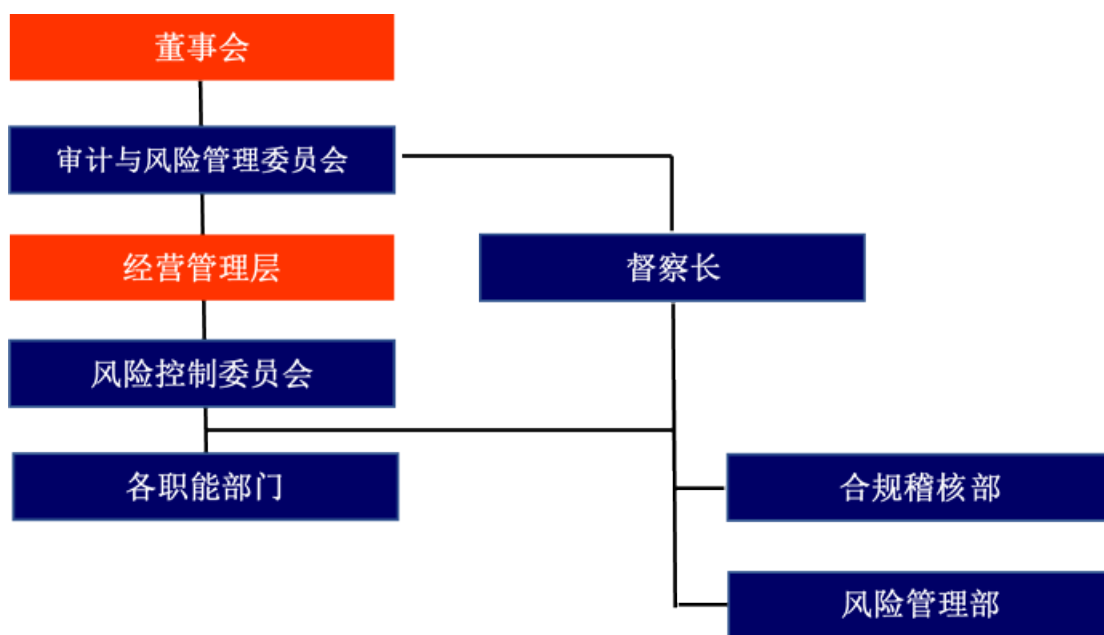 董事会
审计与风险管理委员会
经营管理层
督察长
风险控制委员会
各职能部门
合规稽核部
风险管理部